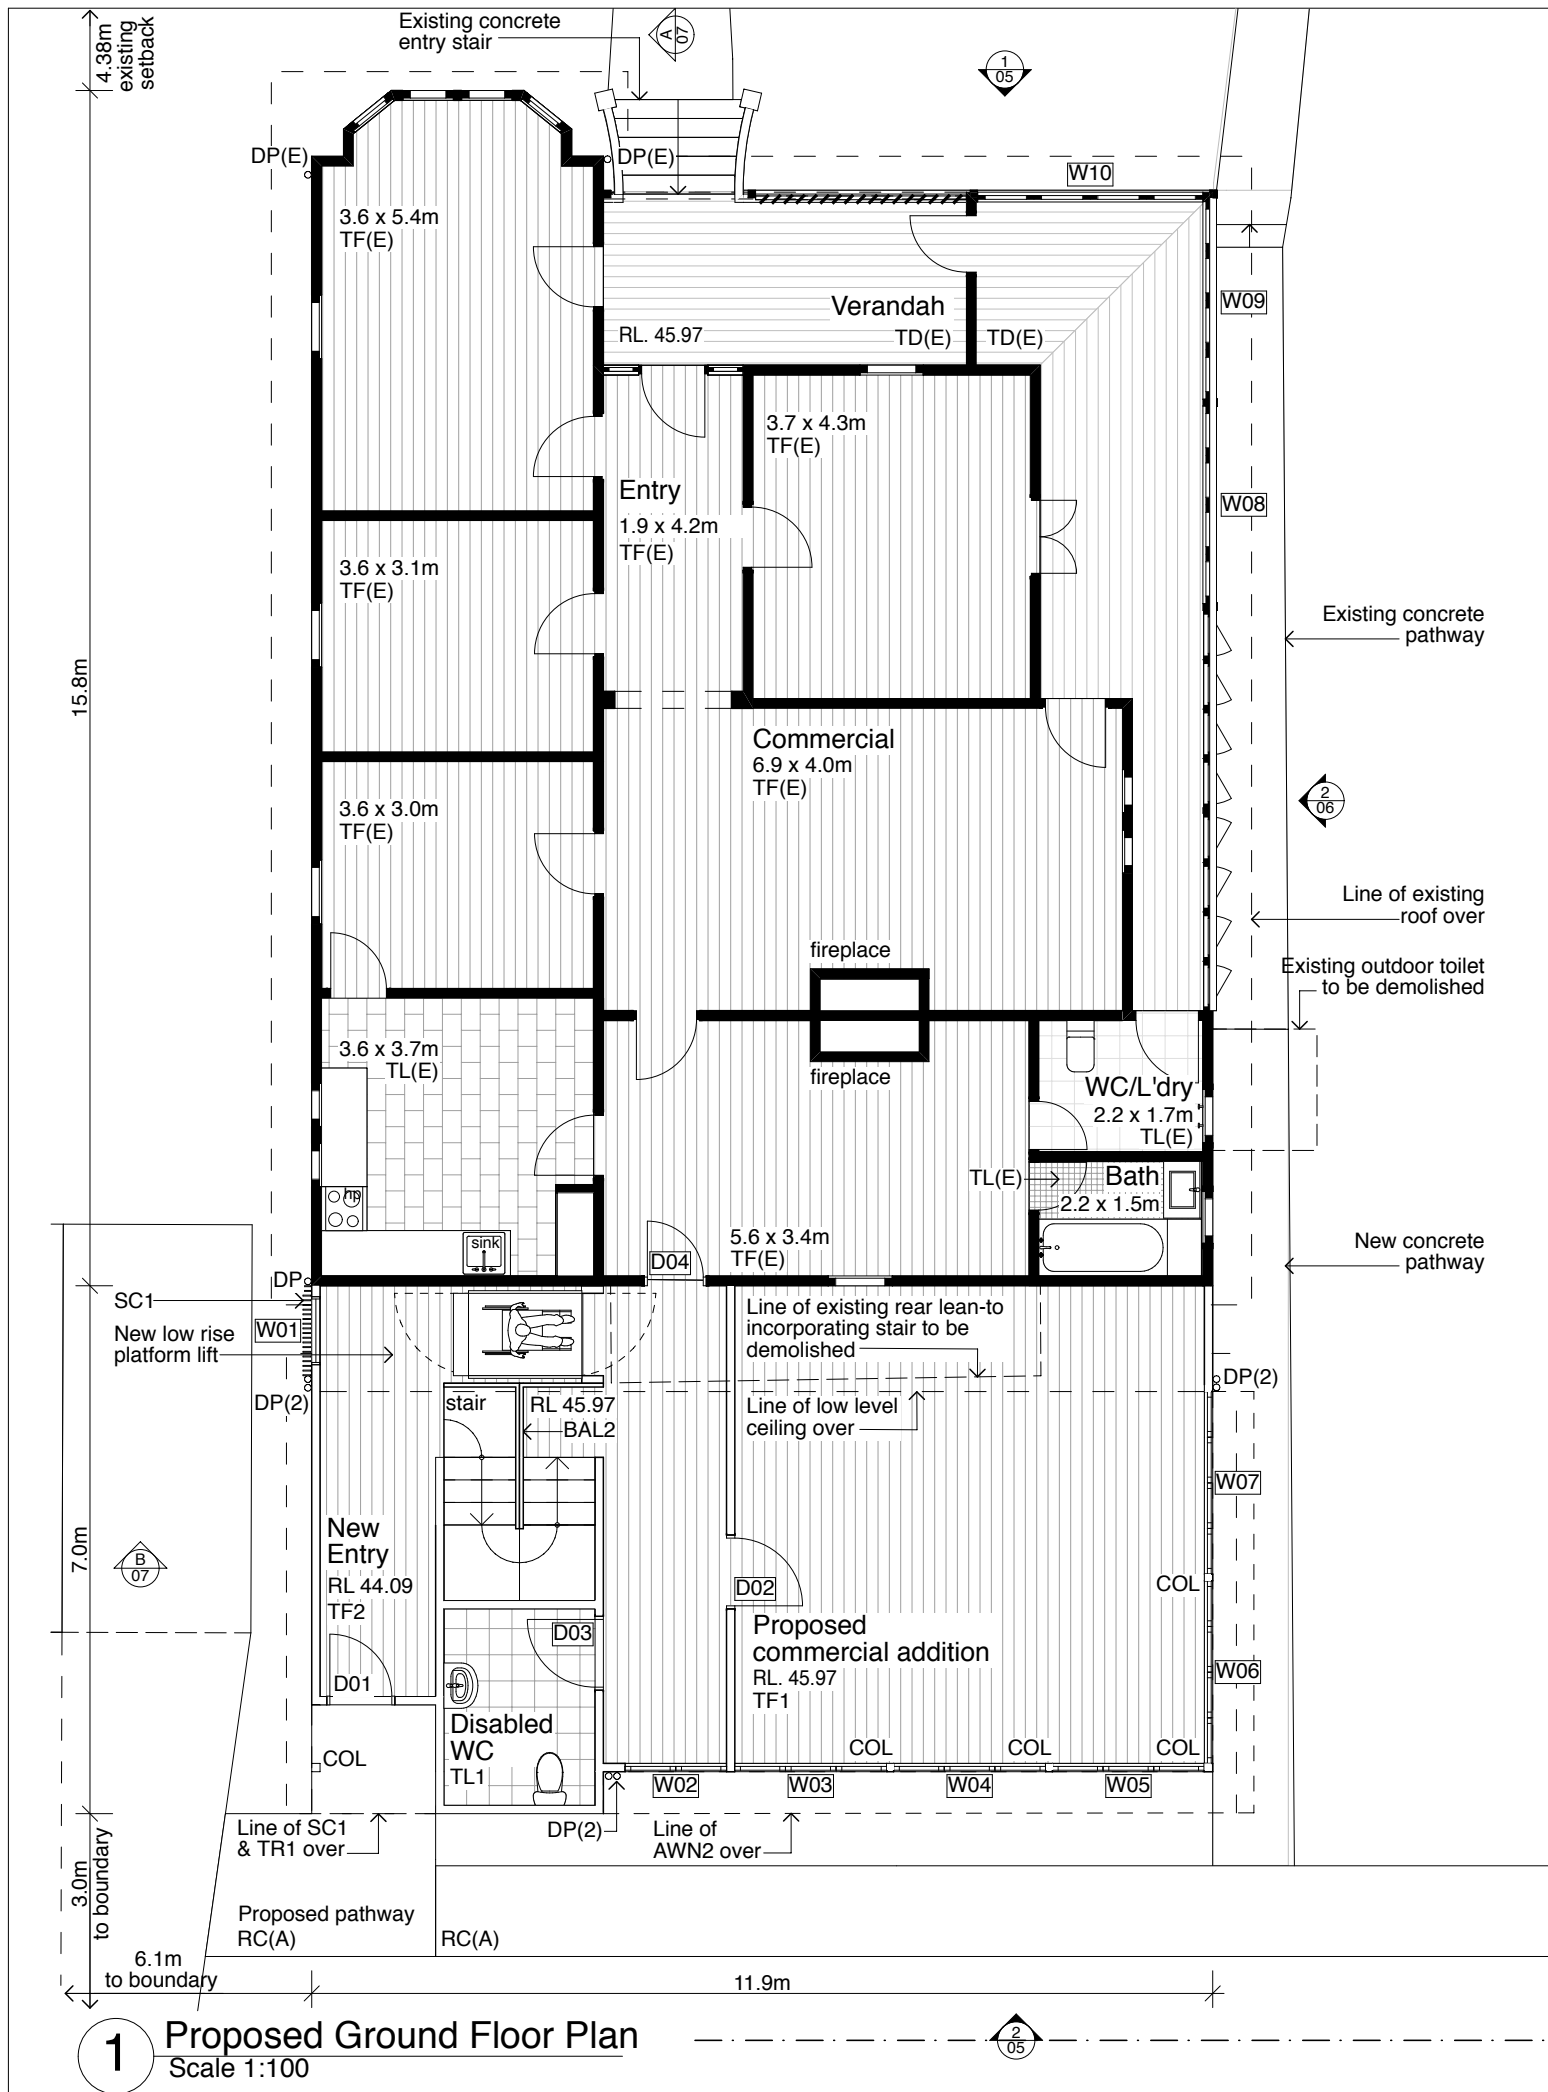 4.38m
existing
setback
Existing concrete
entry stair
A
07
1
05
DP(E)
DP(E)
W10
3.6 x 5.4m
TF(E)
Verandah
RL. 45.97
TD(E)
TD(E)
W09
3.7 x 4.3m
TF(E)
Entry
1.9 x 4.2m
TF(E)
W08
3.6 x 3.1m
TF(E)
Existing concrete
pathway
15.8m
Commercial
6.9 x 4.0m
TF(E)
3.6 x 3.0m
TF(E)
2
06
Line of existing
roof over
fireplace
Existing outdoor toilet
to be demolished
3.6 x 3.7m
TL(E)
fireplace
WC/L'dry
2.2 x 1.7m
TL(E)
TL(E)
Bath
2.2 x 1.5m
hp
sink
5.6 x 3.4m
TF(E)
D04
New concrete
pathway
DP
SC1
W01
New low rise
platform lift
Line of existing rear lean-to
incorporating stair to be
demolished
DP(2)
DP(2)
stair
RL 45.97
BAL2
Line of low level
ceiling over
W07
New
Entry
RL 44.09
TF2
7.0m
B
07
D02
COL
D03
Proposed
commercial addition
RL. 45.97
TF1
W06
D01
Disabled
WC
TL1
COL
COL
COL
COL
W02
W03
W04
W05
Line of SC1
& TR1 over
DP(2)
Line of
AWN2 over
3.0m
to boundary
Proposed pathway
RC(A)
RC(A)
6.1m
to boundary
11.9m
1
Proposed Ground Floor Plan
Scale 1:100
2
05